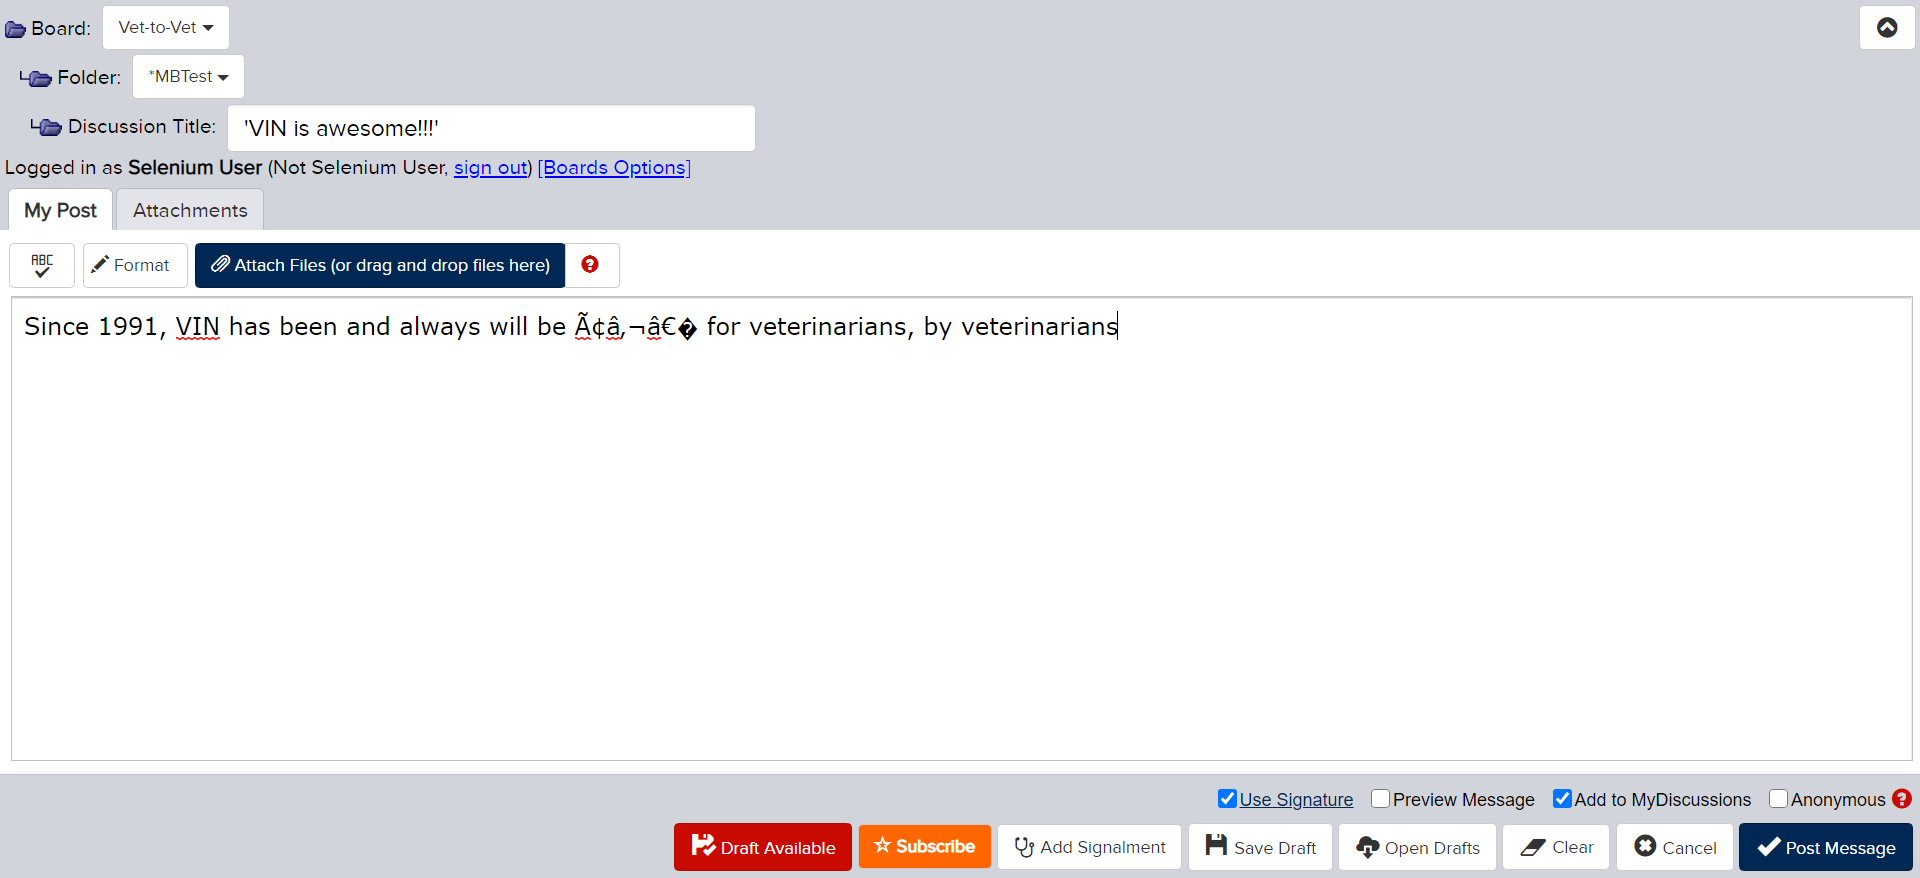 Board: Vet-to-Vet
Folder: *MBTest
Discussion Title: 'VIN is awesome!!!'
Logged in as Selenium User (Not Selenium User, sign out) [Boards Options]
My Post Attachments
ABC Format Attach Files (or drag and drop files here) ?
Since 1991, VIN has been and always will be Ã¢â‚¬â€� for veterinarians, by veterinarians
Use Signature Preview Message Add to MyDiscussions Anonymous ?
Draft Available Subscribe Add Signalment Save Draft Open Drafts Clear Cancel Post Message